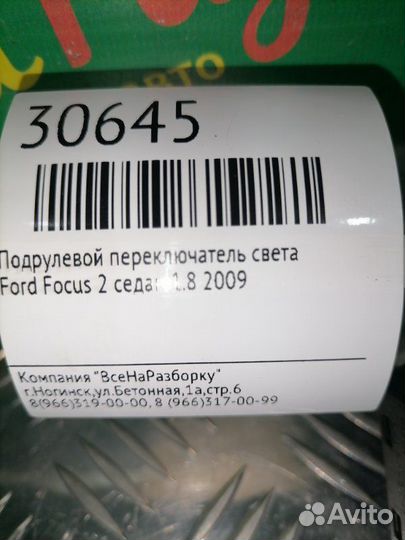 АВТО
30645
Подрулевой переключатель света
Ford Focus 2 седан 1.8 2009
Компания "ВсеНаРазборку"
г.Ногинск,ул.Бетонная,1а,стр.6
8(966)319-00-00, 8 (966)317-00-99
Avito